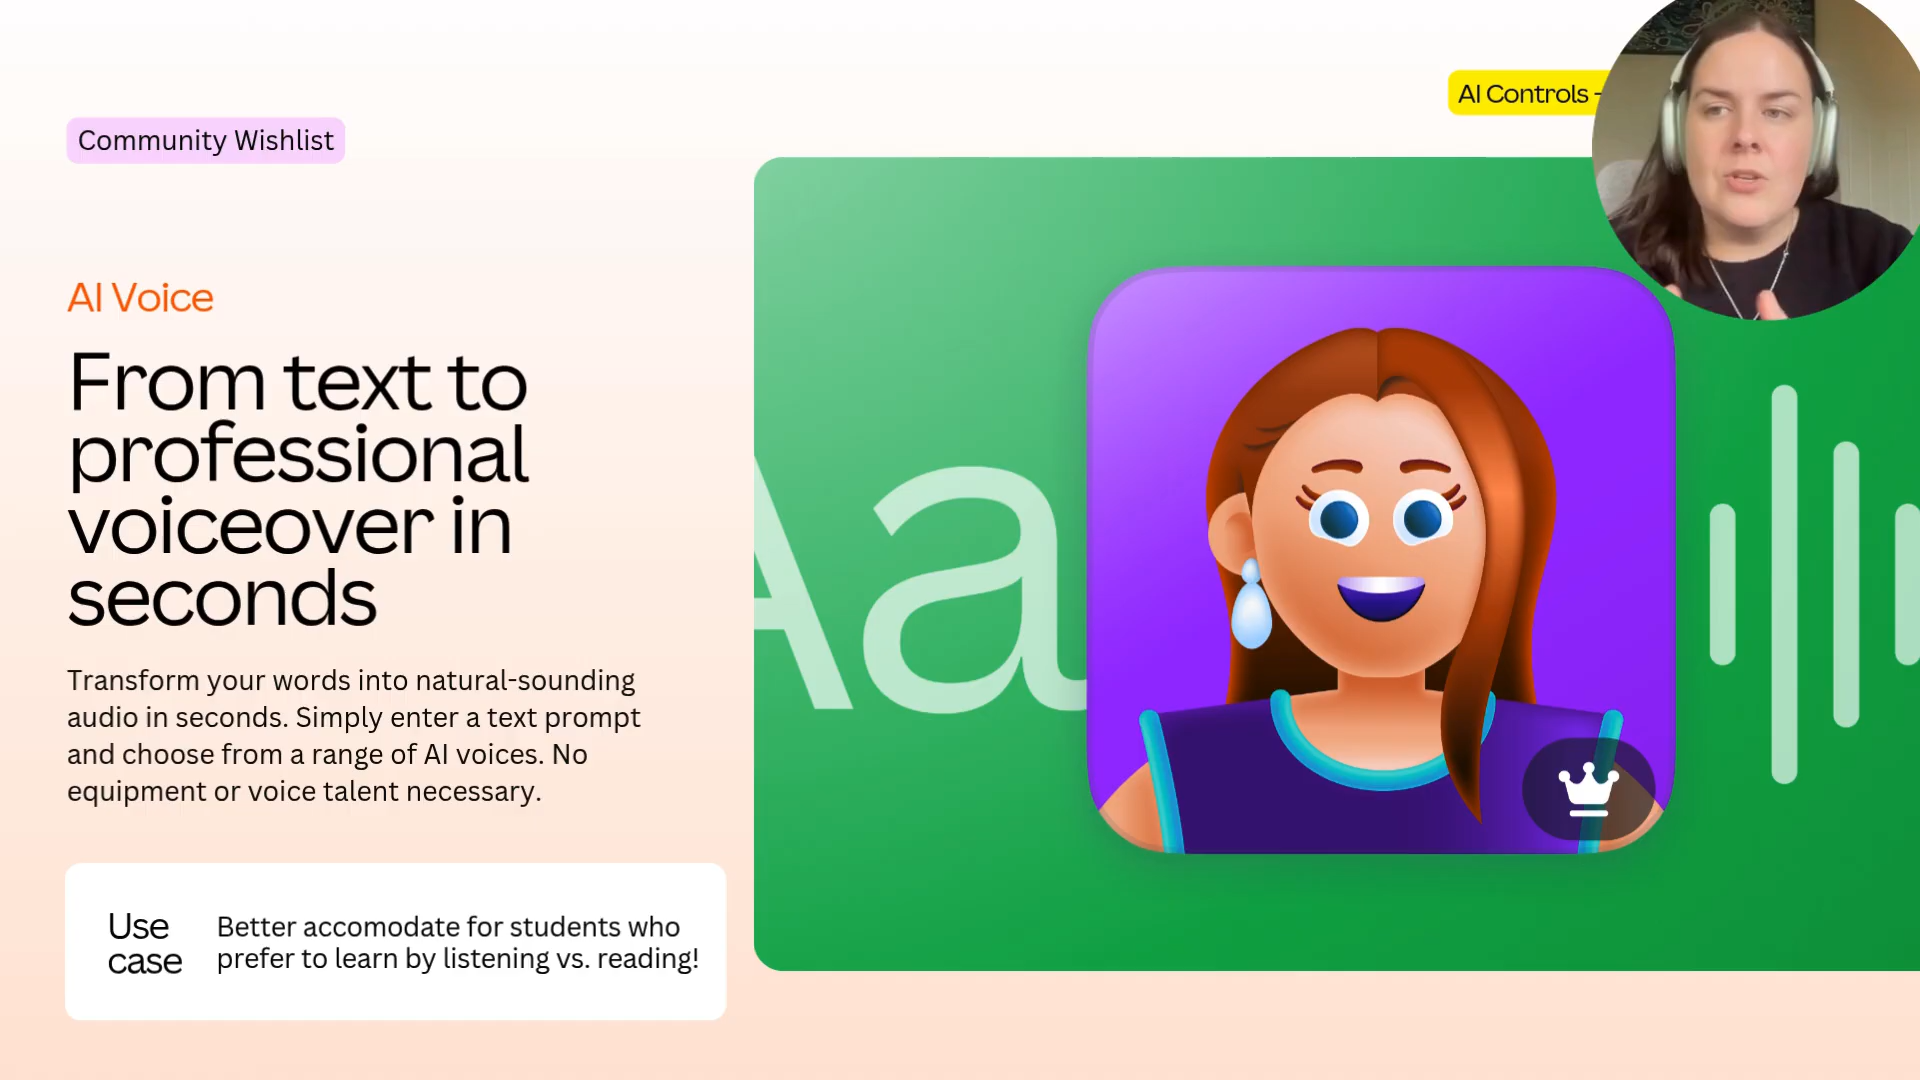 Community Wishlist
AI Controls -
AI Voice
From text to
professional
voiceover in
seconds
Transform your words into natural-sounding
audio in seconds. Simply enter a text prompt
and choose from a range of AI voices. No
equipment or voice talent necessary.
Aa
Use
case
Better accomodate for students who
prefer to learn by listening vs. reading!